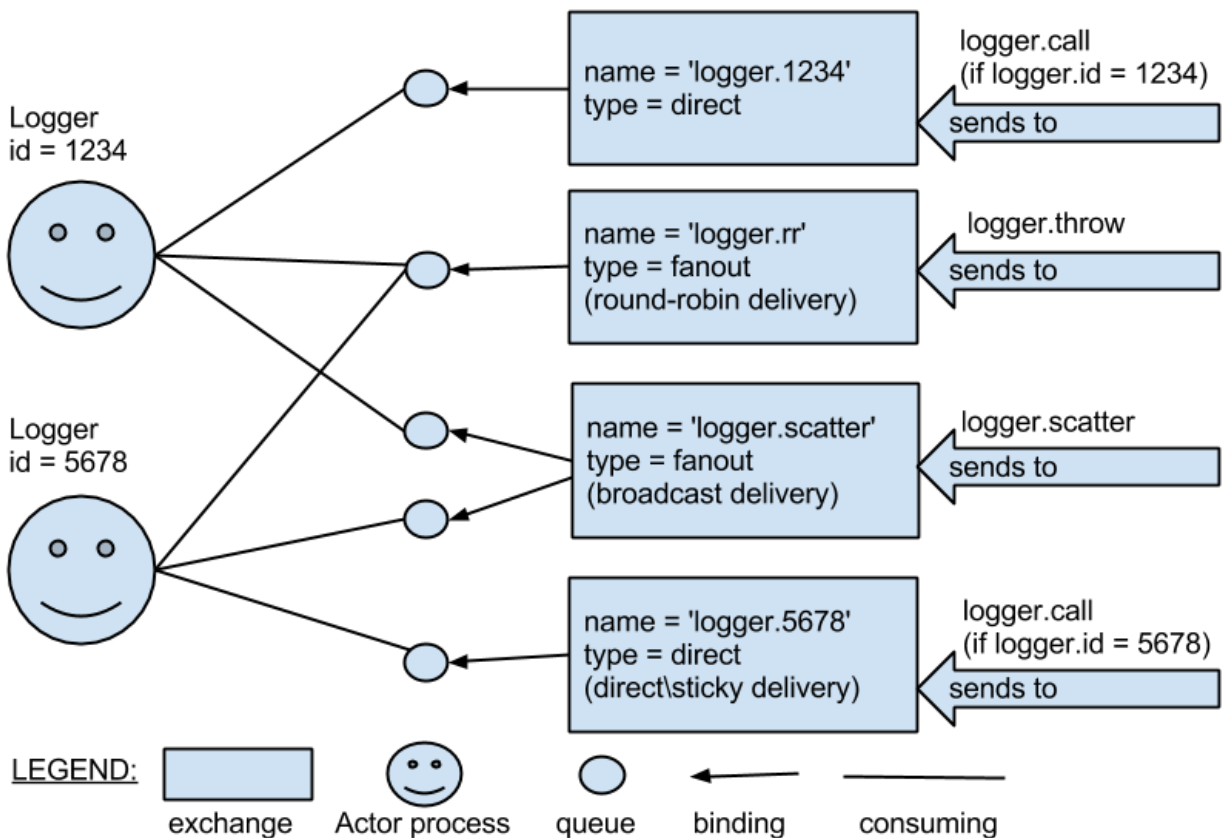 Logger
id = 1234
Logger
id = 5678
name = 'logger.1234'
type = direct
logger.call
(if logger.id = 1234)
sends to
name = 'logger.rr'
type = fanout
(round-robin delivery)
logger.throw
sends to
name = 'logger.scatter'
type = fanout
(broadcast delivery)
logger.scatter
sends to
name = 'logger.5678'
type = direct
(direct\sticky delivery)
logger.call
(if logger.id = 5678)
sends to
LEGEND:
exchange
Actor process
queue
binding
consuming